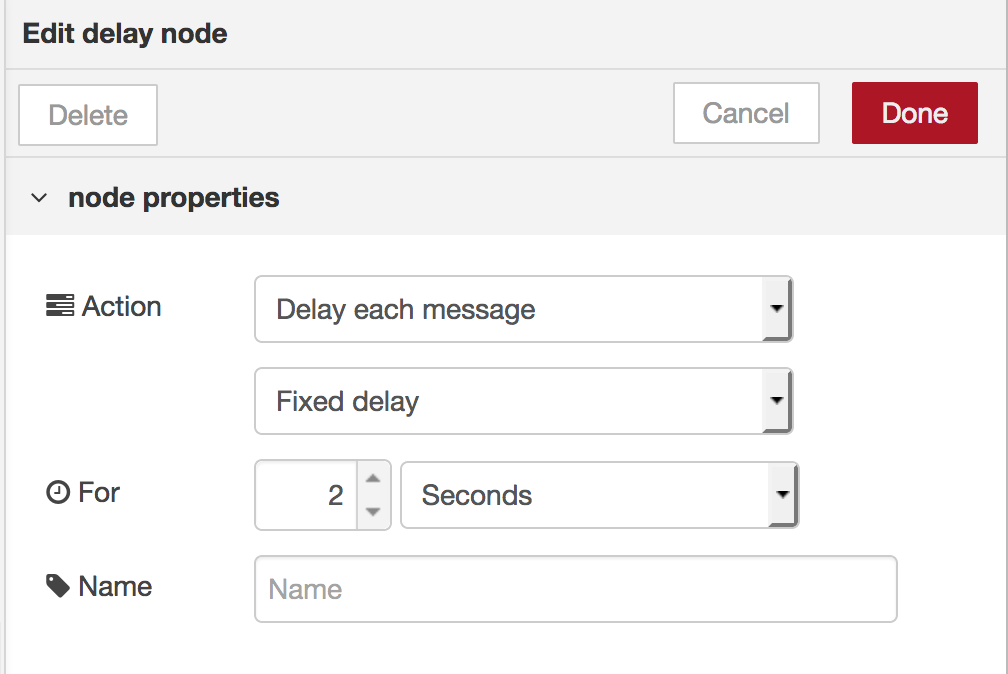 Edit delay node
Delete Cancel Done
node properties
Action Delay each message
Fixed delay
For 2 Seconds
Name Name